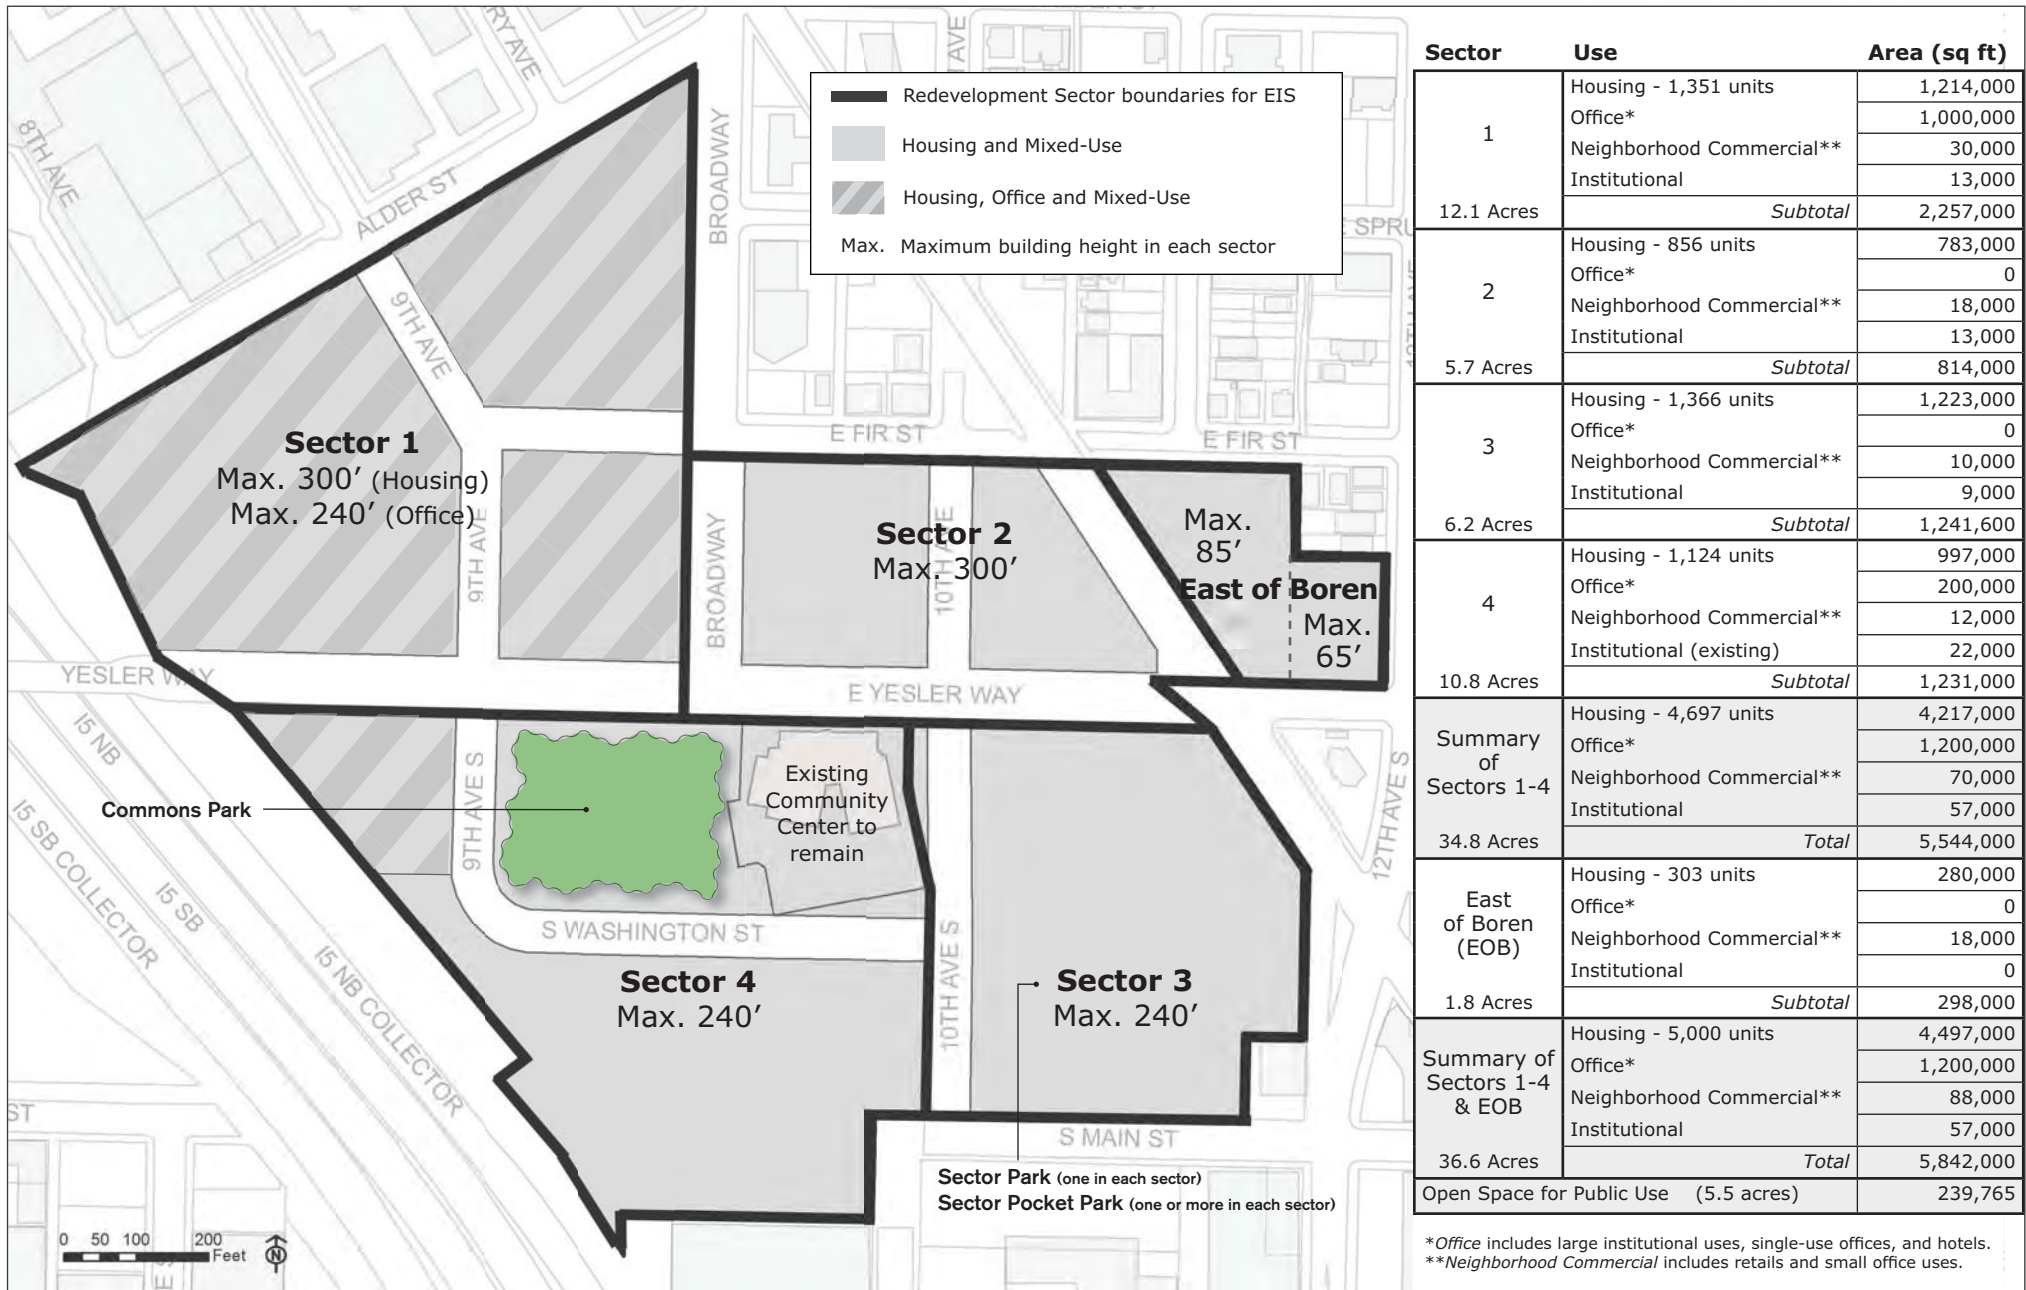 RY AVE
8TH AVE
ALDER ST
BROADWAY
AVE
E SPRU
12TH AVE
9TH AVE
E FIR ST
E FIR ST
Redevelopment Sector boundaries for EIS
Housing and Mixed-Use
Housing, Office and Mixed-Use
Max. Maximum building height in each sector
Sector 1
Max. 300’ (Housing)
Max. 240’ (Office)
9TH AVE
BROADWAY
Sector 2
Max. 300’
10TH AVE
Max.
85’
East of Boren
Max.
65’
YESLER WAY
E YESLER WAY
I5 NB
I5 SB COLLECTOR
I5 SB
I5 NB COLLECTOR
Commons Park
9TH AVE S
Existing
Community
Center to
remain
12TH AVE S
S WASHINGTON ST
Sector 4
Max. 240’
10TH AVE S
Sector 3
Max. 240’
S MAIN ST
ST
E S
Sector Park (one in each sector)
Sector Pocket Park (one or more in each sector)
0 50 100 200
Feet
N
Sector Use Area (sq ft)
1
12.1 Acres
Housing - 1,351 units 1,214,000
Office* 1,000,000
Neighborhood Commercial** 30,000
Institutional 13,000
Subtotal 2,257,000
2
5.7 Acres
Housing - 856 units 783,000
Office* 0
Neighborhood Commercial** 18,000
Institutional 13,000
Subtotal 814,000
3
6.2 Acres
Housing - 1,366 units 1,223,000
Office* 0
Neighborhood Commercial** 10,000
Institutional 9,000
Subtotal 1,241,600
4
10.8 Acres
Housing - 1,124 units 997,000
Office* 200,000
Neighborhood Commercial** 12,000
Institutional (existing) 22,000
Subtotal 1,231,000
Summary
of
Sectors 1-4
34.8 Acres
Housing - 4,697 units 4,217,000
Office* 1,200,000
Neighborhood Commercial** 70,000
Institutional 57,000
Total 5,544,000
East
of Boren
(EOB)
1.8 Acres
Housing - 303 units 280,000
Office* 0
Neighborhood Commercial** 18,000
Institutional 0
Subtotal 298,000
Summary of
Sectors 1-4
& EOB
36.6 Acres
Housing - 5,000 units 4,497,000
Office* 1,200,000
Neighborhood Commercial** 88,000
Institutional 57,000
Total 5,842,000
Open Space for Public Use (5.5 acres) 239,765
*Office includes large institutional uses, single-use offices, and hotels.
**Neighborhood Commercial includes retails and small office uses.